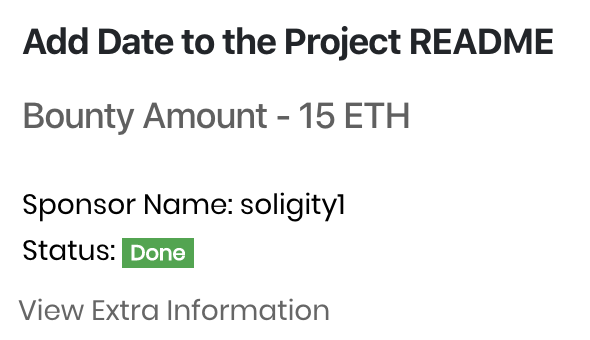 Add Date to the Project README
Bounty Amount - 15 ETH
Sponsor Name: soligity1
Status: Done
View Extra Information